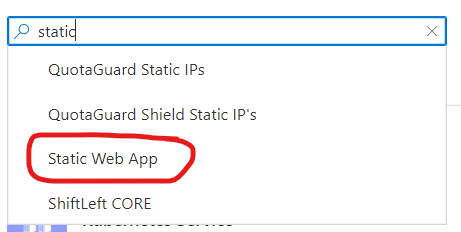 static
QuotaGuard Static IPs
QuotaGuard Shield Static IP's
Static Web App
ShiftLeft CORE